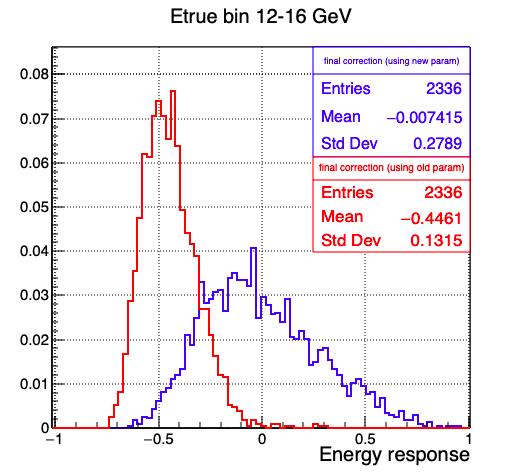 Etrue bin 12-16 GeV
final correction (using new param)
Entries 2336
Mean −0.007415
Std Dev 0.2789
final correction (using old param)
Entries 2336
Mean −0.4461
Std Dev 0.1315
0.08
0.07
0.06
0.05
0.04
0.03
0.02
0.01
0
−1 −0.5 0 0.5 1
Energy response